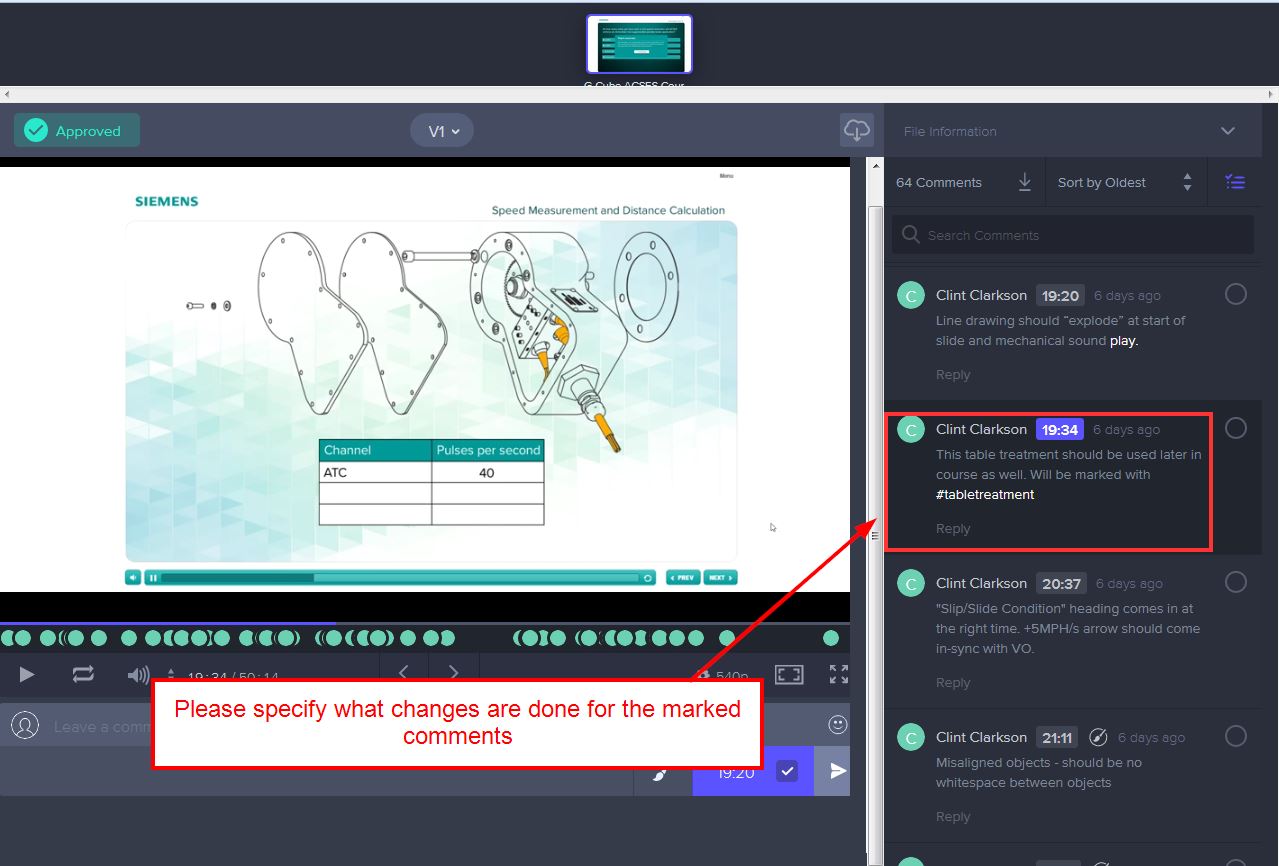 G Cube ACSES Cour
Approved
V1
File Information
64 Comments
Sort by Oldest
Search Comments
Menu
SIEMENS
Speed Measurement and Distance Calculation
Channel Pulses per second
ATC 40
PREV NEXT
19:34 / 50:14
540p
Leave a comm
19:20
Please specify what changes are done for the marked
comments
C Clint Clarkson 19:20 6 days ago
Line drawing should “explode” at start of
slide and mechanical sound play.
Reply
C Clint Clarkson 19:34 6 days ago
This table treatment should be used later in
course as well. Will be marked with
#tabletreatment
Reply
C Clint Clarkson 20:37 6 days ago
"Slip/Slide Condition" heading comes in at
the right time. +5MPH/s arrow should come
in-sync with VO.
Reply
C Clint Clarkson 21:11 6 days ago
Misaligned objects - should be no
whitespace between objects
Reply